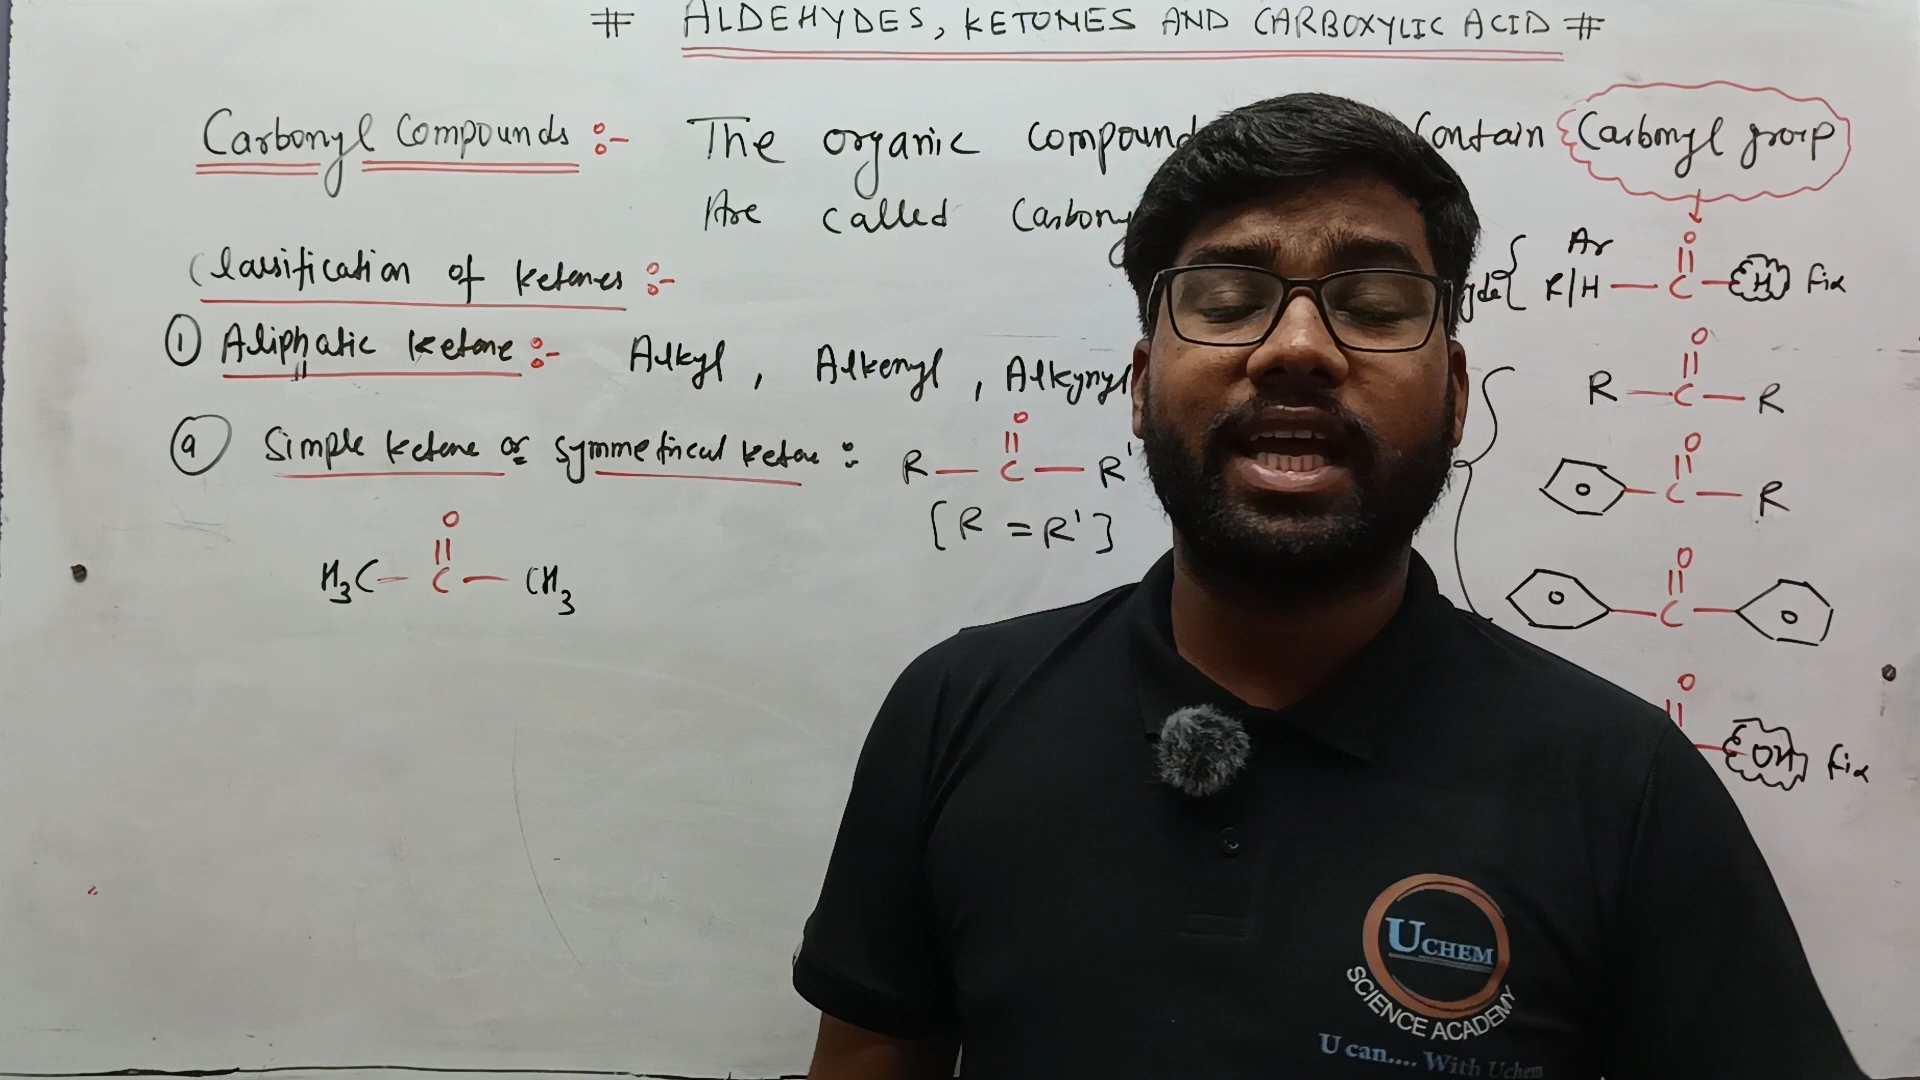 # ALDEHYDES, KETONES AND CARBOXYLIC ACID #
Carbonyl Compounds :- The organic compound Contain Carbonyl group
Are called Carbony
Classification of ketones :-
① Aliphatic ketone :- Alkyl, Alkenyl, Alkynyl
ⓐ Simple ketone or symmetrical ketone :
O
R — C — R'
[R = R']
O
H3C — C — CH3
O
Ar
R/H — C — H fix
O
R — C — R
O
C — R
O
C
O
OH fix
UCHEM
SCIENCE ACADEMY
U can.... With Uchem